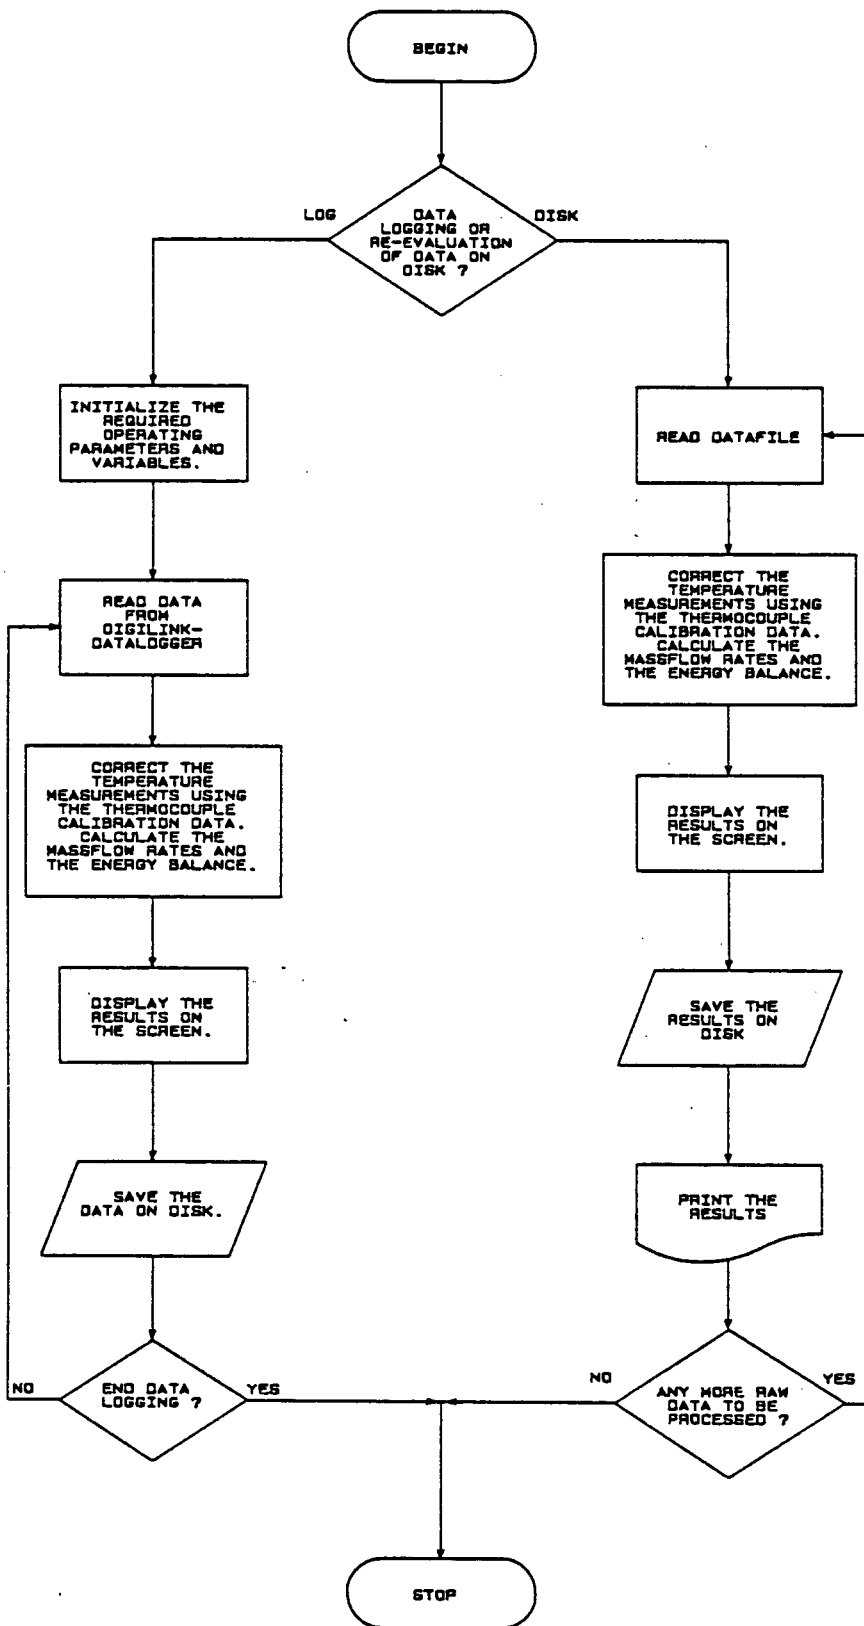 BEGIN
LOG
DATA
LOGGING OR
RE-EVALUATION
OF DATA ON
DISK ?
DISK
INITIALIZE THE
REQUIRED
OPERATING
PARAMETERS AND
VARIABLES.
READ DATA
FROM
DIGILINK-
DATALOGGER
CORRECT THE
TEMPERATURE
MEASUREMENTS USING
THE THERMOCOUPLE
CALIBRATION DATA.
CALCULATE THE
MASSFLOW RATES AND
THE ENERGY BALANCE.
DISPLAY THE
RESULTS ON
THE SCREEN.
SAVE THE
DATA ON DISK.
NO
END DATA
LOGGING ?
YES
READ DATAFILE
CORRECT THE
TEMPERATURE
MEASUREMENTS USING
THE THERMOCOUPLE
CALIBRATION DATA.
CALCULATE THE
MASSFLOW RATES AND
THE ENERGY BALANCE.
DISPLAY THE
RESULTS ON
THE SCREEN.
SAVE THE
RESULTS ON
DISK
PRINT THE
RESULTS
NO
ANY MORE RAW
DATA TO BE
PROCESSED ?
YES
STOP